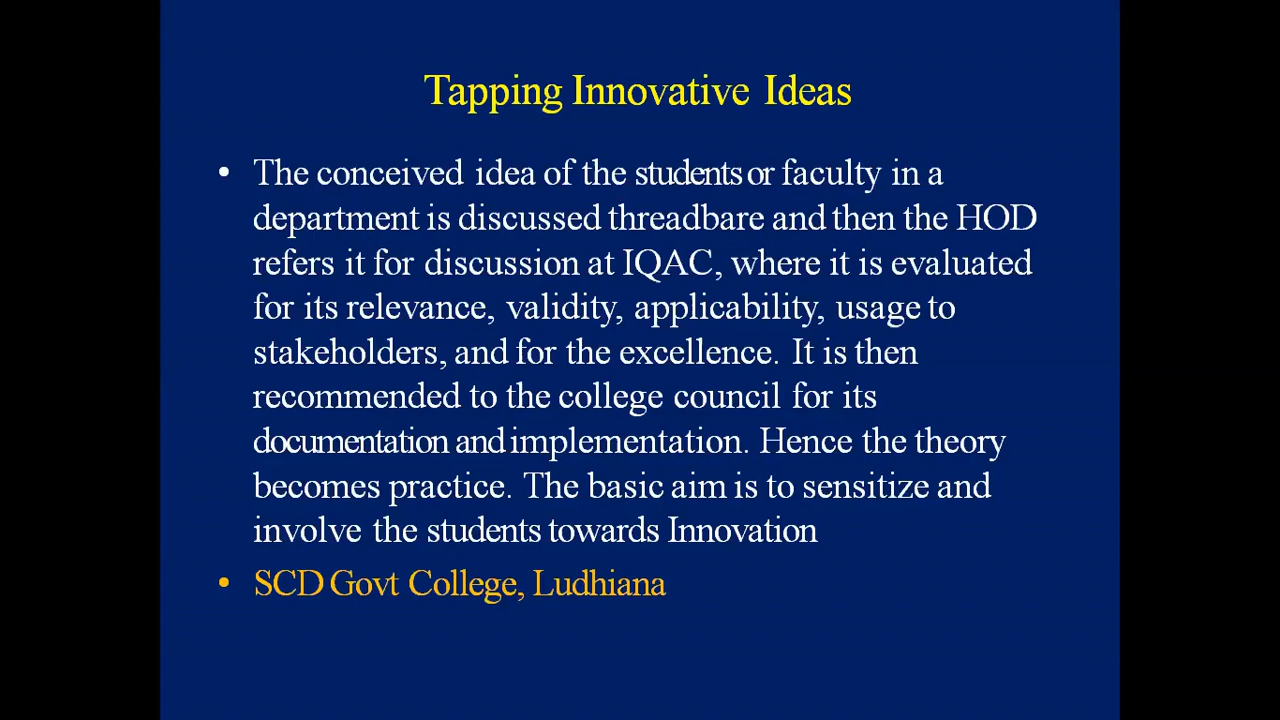 Tapping Innovative Ideas
• The conceived idea of the students or faculty in a
department is discussed threadbare and then the HOD
refers it for discussion at IQAC, where it is evaluated
for its relevance, validity, applicability, usage to
stakeholders, and for the excellence. It is then
recommended to the college council for its
documentation and implementation. Hence the theory
becomes practice. The basic aim is to sensitize and
involve the students towards Innovation
• SCD Govt College, Ludhiana